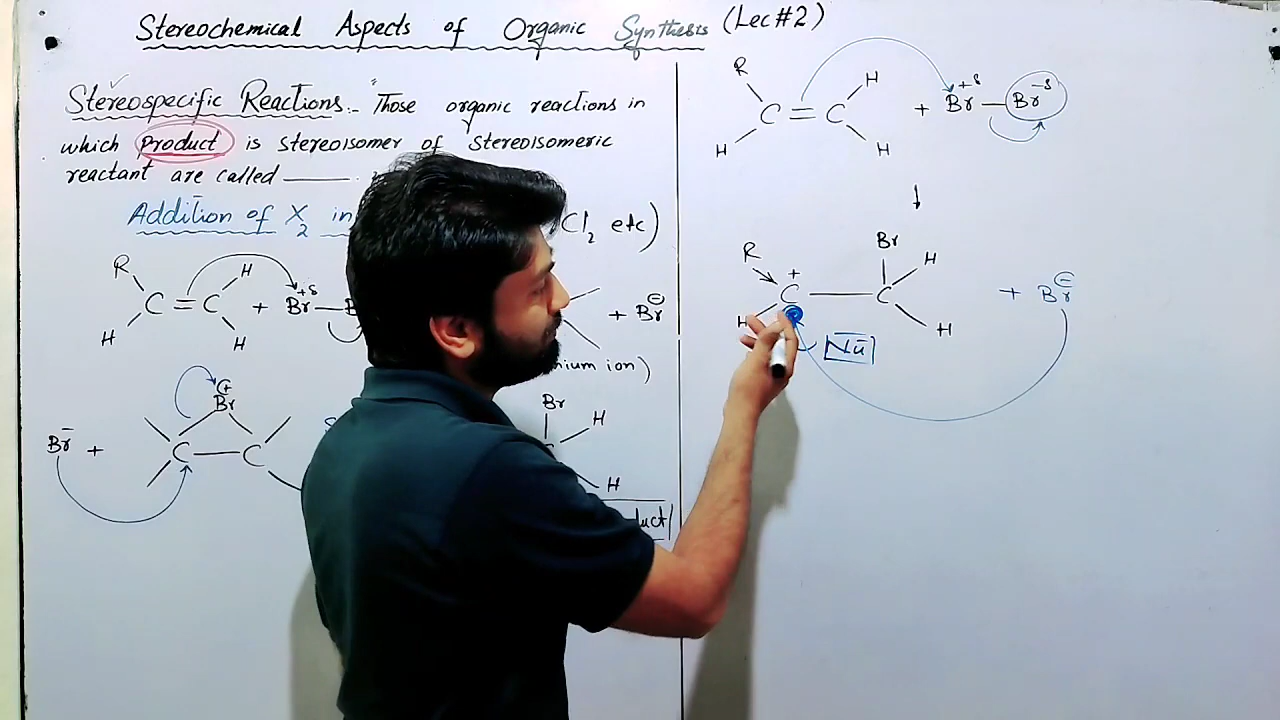 Stereochemical Aspects of Organic Synthesis (Lec#2)
Stereospecific Reactions:- "Those organic reactions in
which product is stereoisomer of stereoisomeric
reactant are called
Addition of X2 in
Cl2 etc)
R H
C = C + Br+δ — B
H H
+ Br⊖
nium ion)
Br⁻ + C — C Br+
Br
H
H
duct
R H
C = C + Br+δ — Br-δ
H H
↓
R + Br H
C — C + Br⊖
H H
Nu